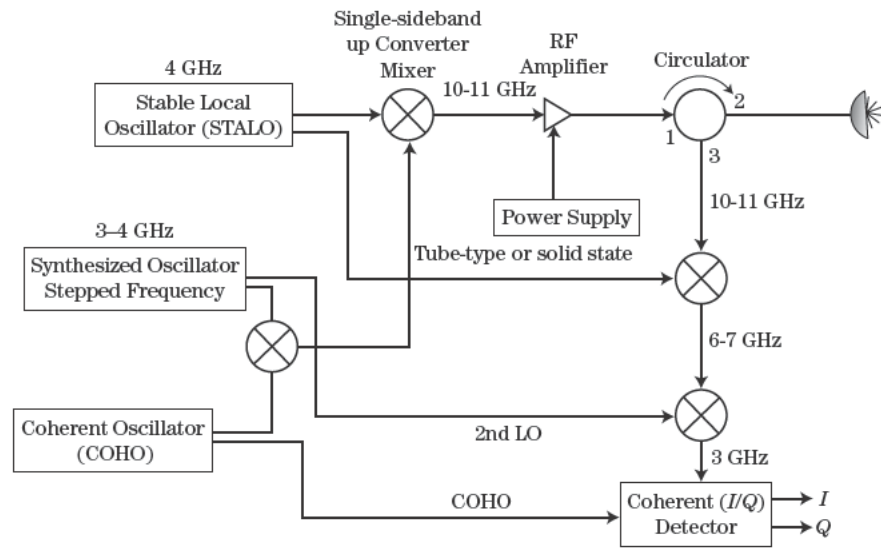 Single-sideband
up Converter
Mixer
RF
Amplifier
Circulator
4 GHz
10-11 GHz
Stable Local
Oscillator (STALO)
1
2
3
Power Supply
10-11 GHz
3–4 GHz
Tube-type or solid state
Synthesized Oscillator
Stepped Frequency
6-7 GHz
Coherent Oscillator
(COHO)
2nd LO
3 GHz
COHO
Coherent (I/Q)
Detector
I
Q